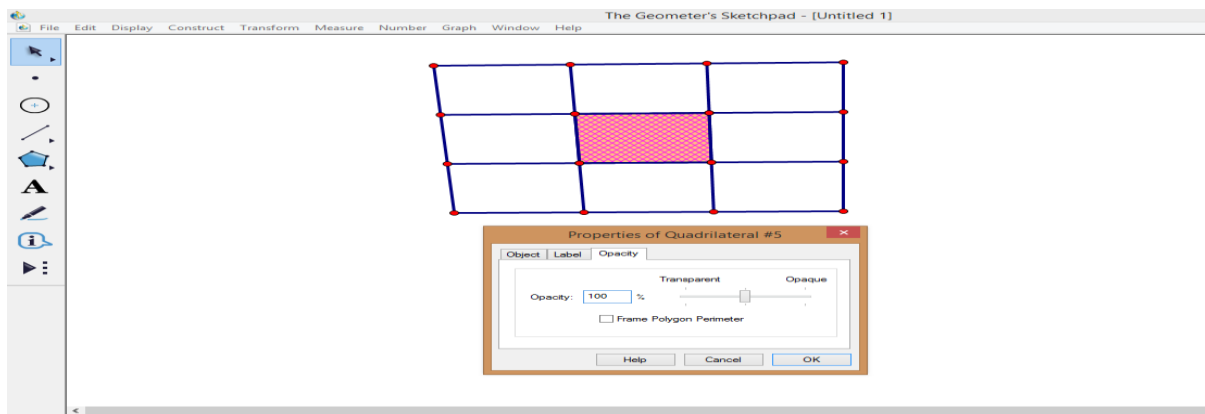 The Geometer's Sketchpad - [Untitled 1]
File Edit Display Construct Transform Measure Number Graph Window Help
A
Properties of Quadrilateral #5
Object Label Opacity
Transparent Opaque
Opacity: 100 %
Frame Polygon Perimeter
Help Cancel OK